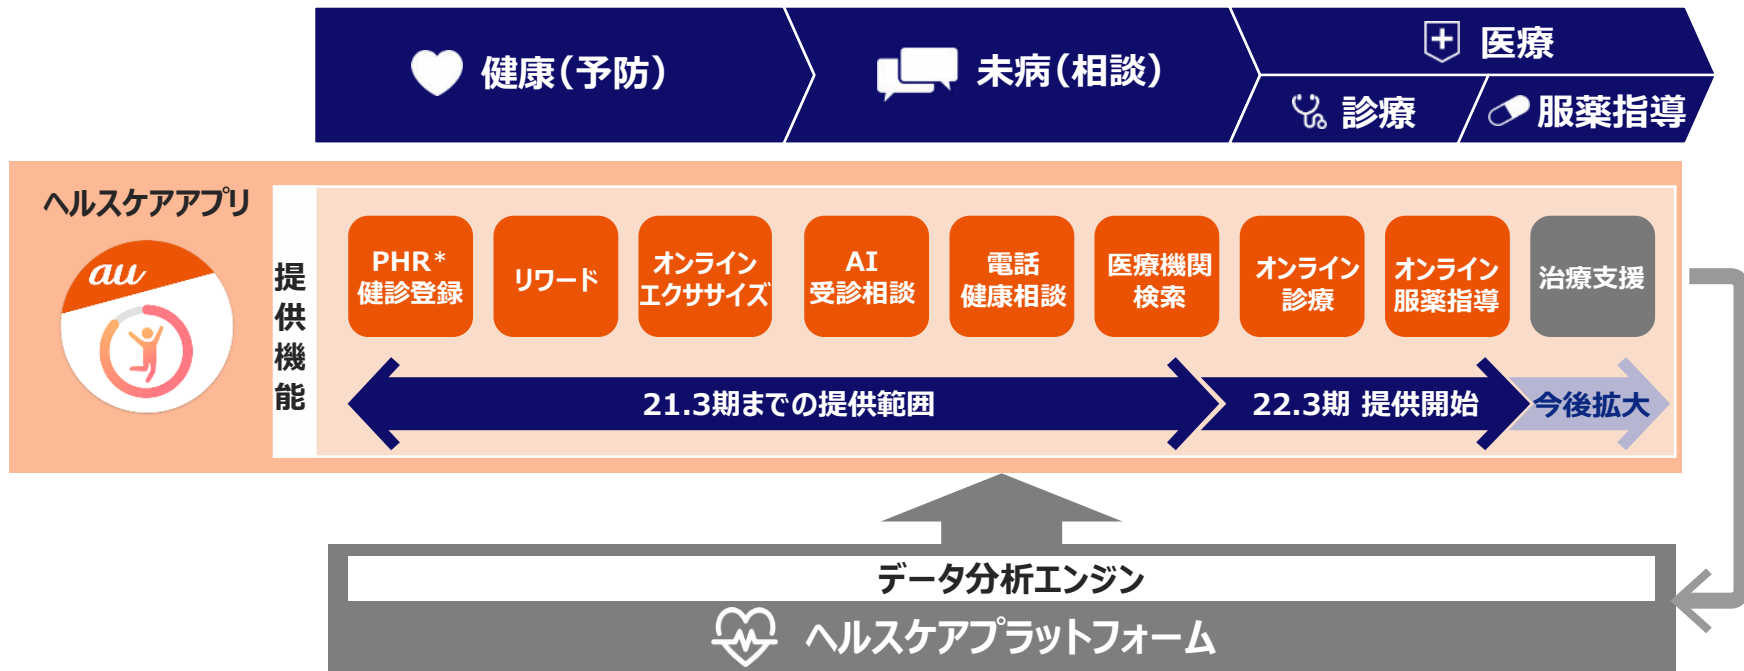 健康(予防)
未病(相談)
医療
診療
服薬指導
ヘルスケアアプリ
au
提供機能
PHR*
健診登録
リワード
オンライン
エクササイズ
AI
受診相談
電話
健康相談
医療機関
検索
オンライン
診療
オンライン
服薬指導
治療支援
21.3期までの提供範囲
22.3期 提供開始
今後拡大
データ分析エンジン
ヘルスケアプラットフォーム